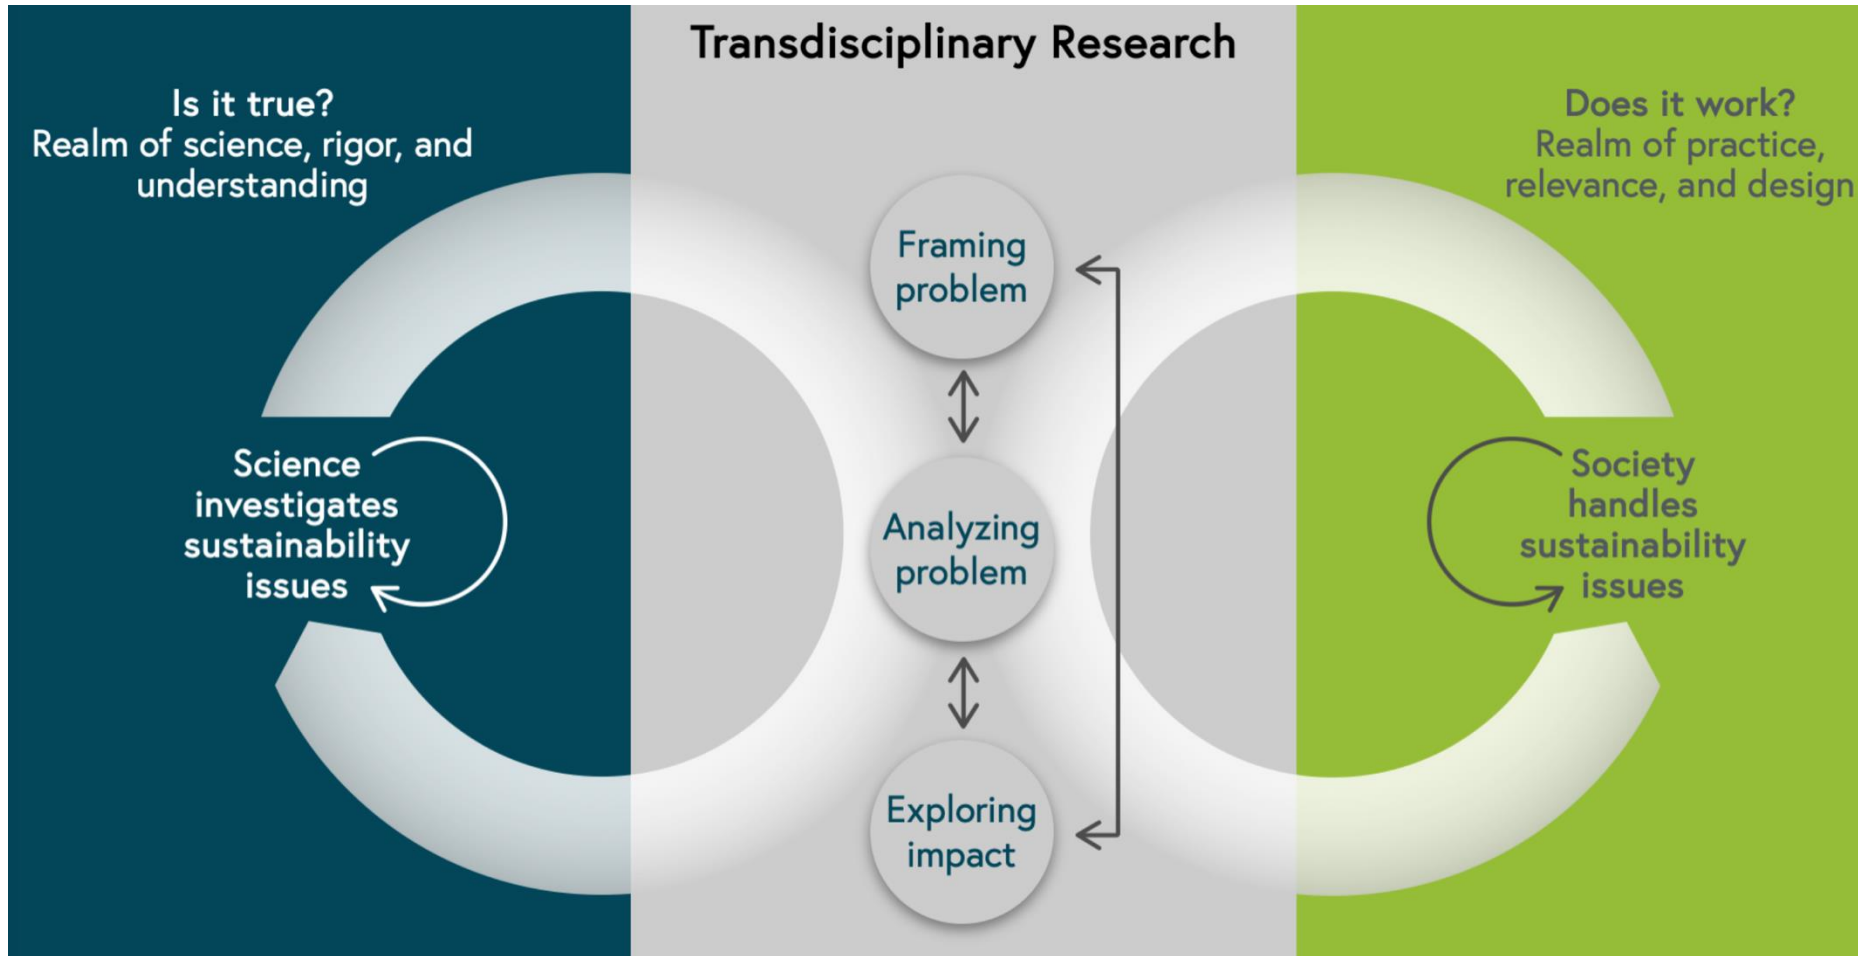 Transdisciplinary Research
Is it true?
Realm of science, rigor, and
understanding
Science
investigates
sustainability
issues
Framing
problem
Analyzing
problem
Exploring
impact
Does it work?
Realm of practice,
relevance, and design
Society
handles
sustainability
issues